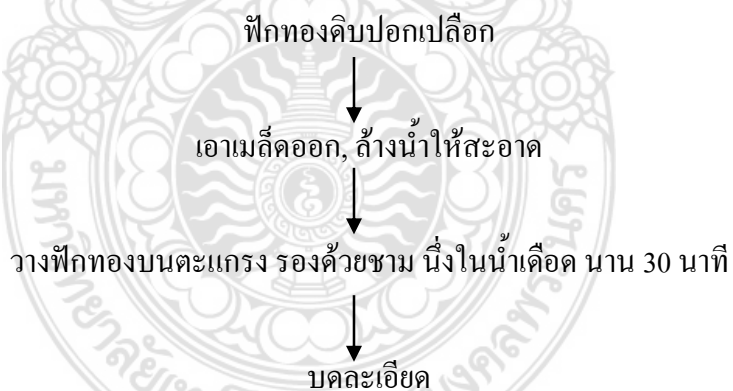 ฟักทองดิบปอกเปลือก
เอาเมล็ดออก, ล้างน้ำให้สะอาด
วางฟักทองบนตะแกรง รองด้วยชาม นึ่งในน้ำเดือด นาน 30 นาที
บดละเอียด